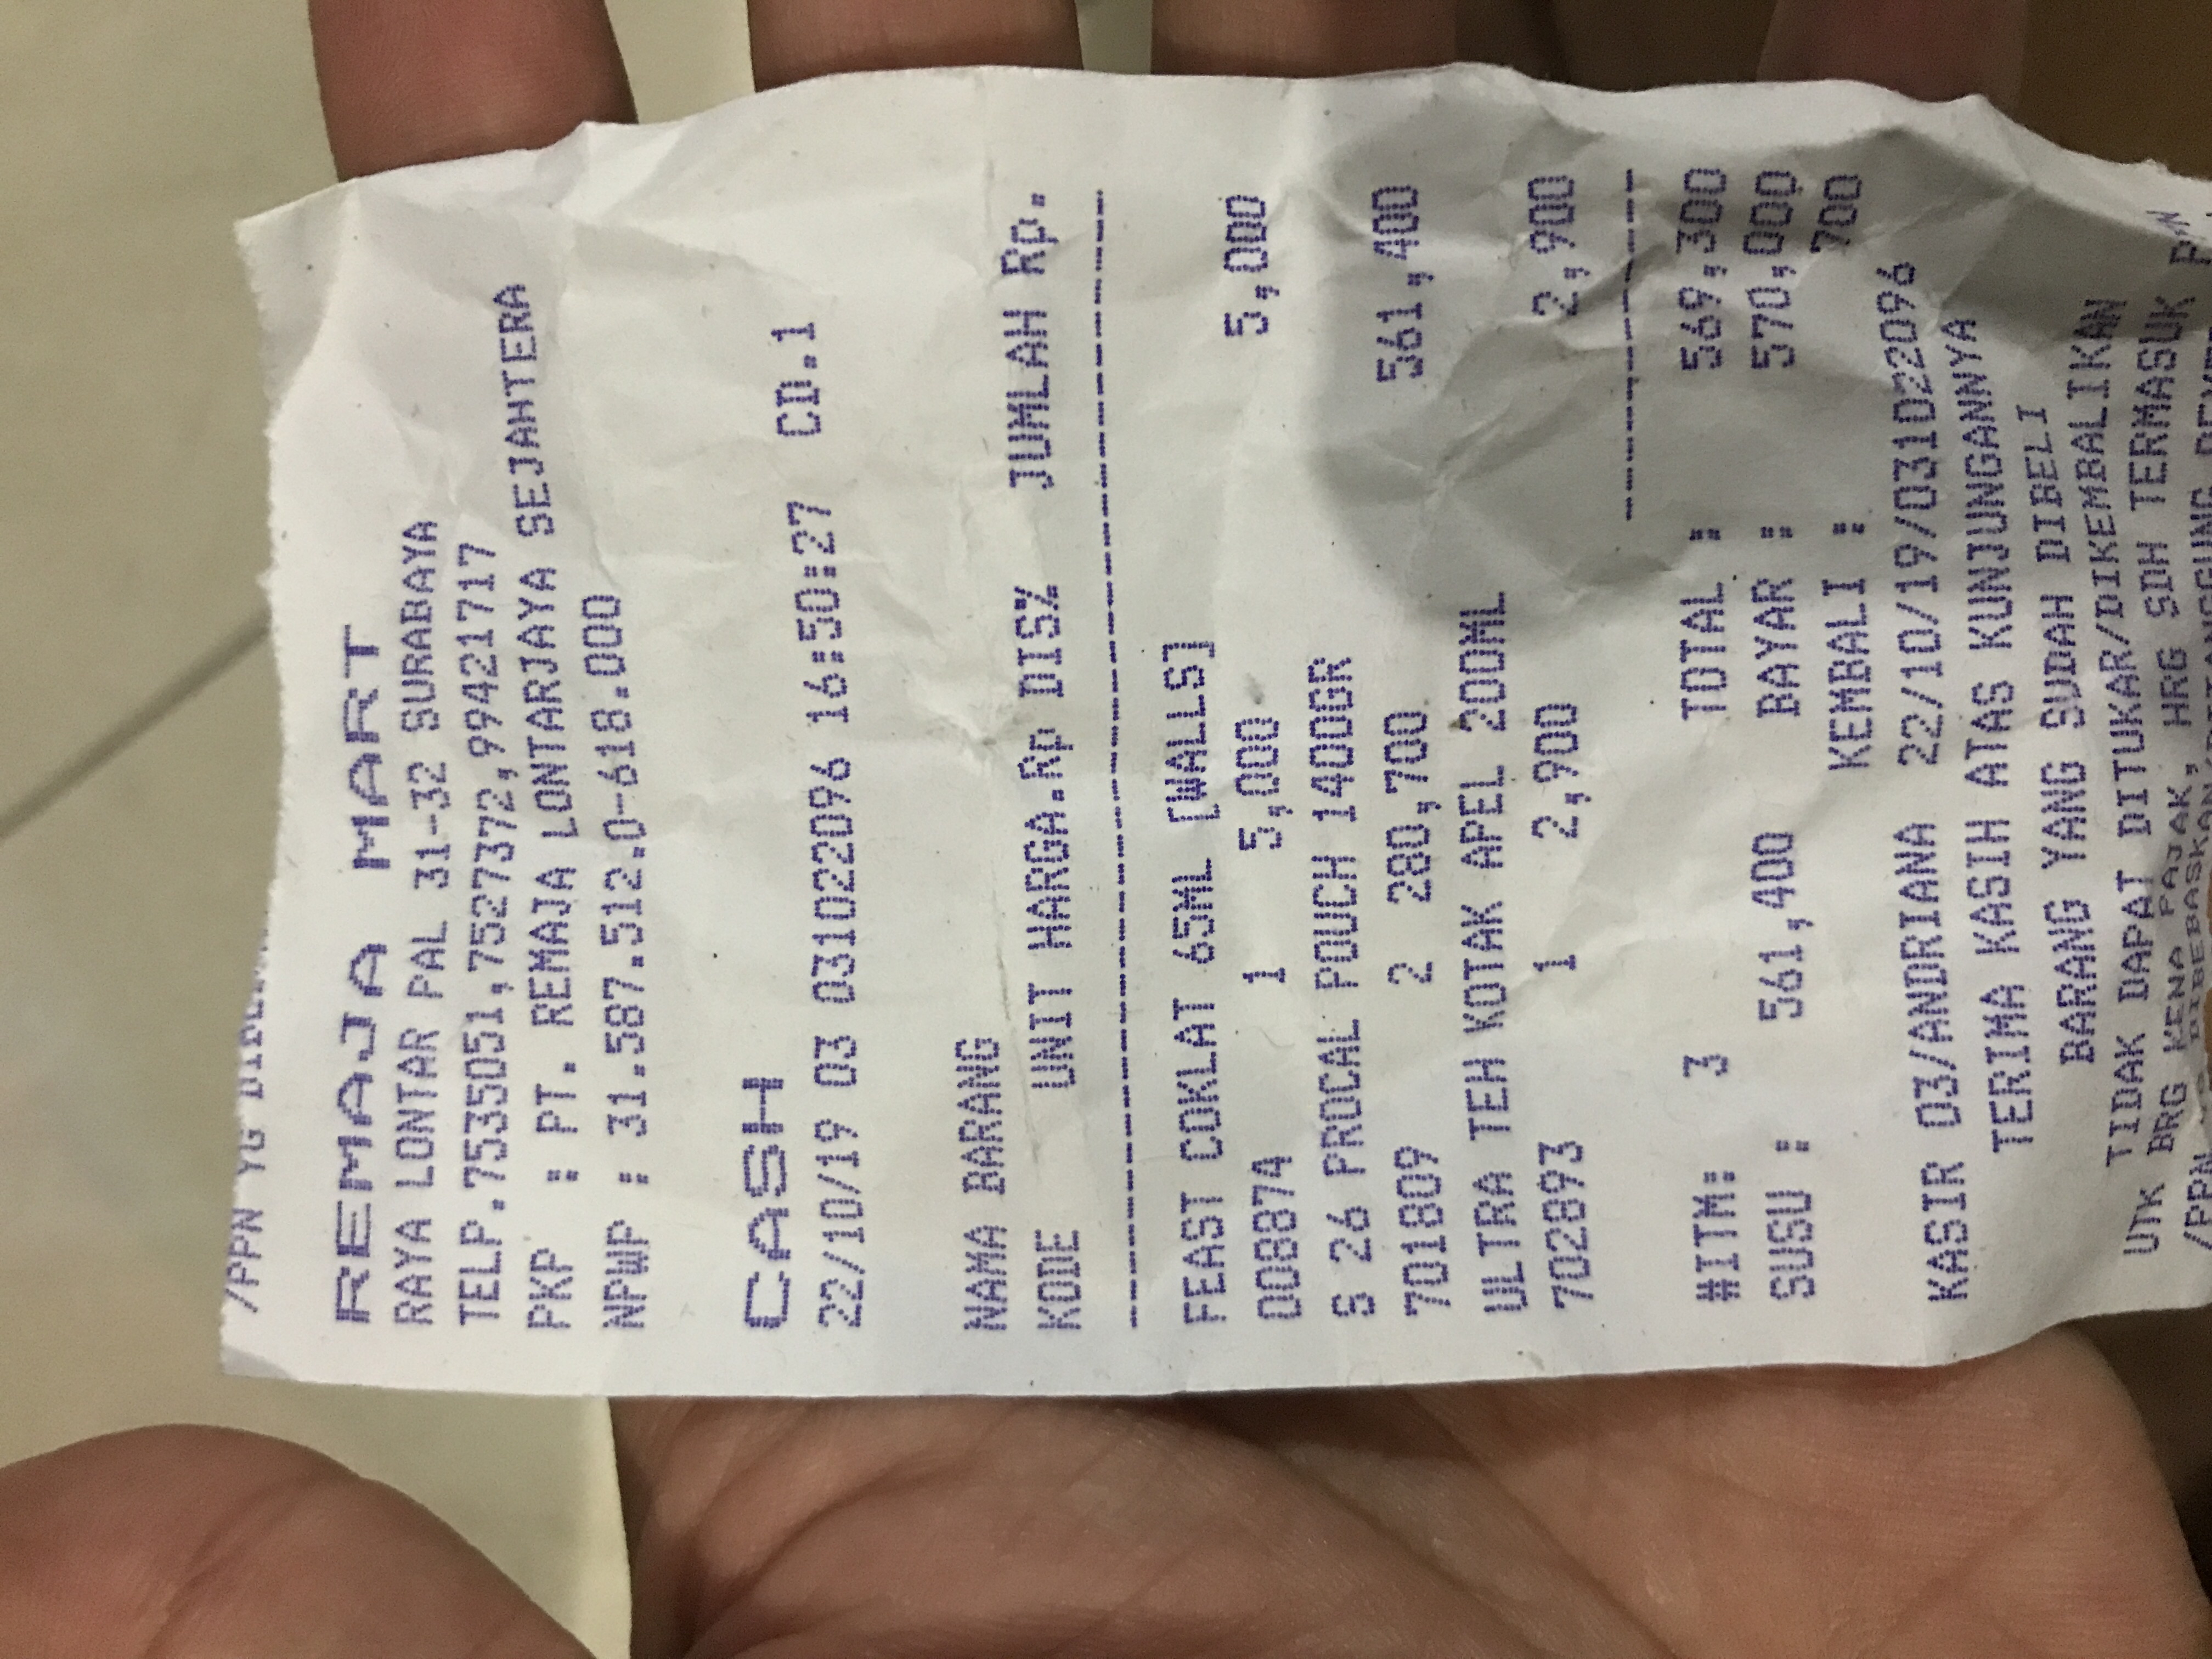 /PPN YG
REMAJA MART
RAYA LONTAR PAL 31-32 SURABAYA
TELP.7535051,7527372,99421717
PKP : PT. REMAJA LONTARJAYA SEJAHTERA
NPWP : 31.587.512.0-618.000
CASH
22/10/19 03 031022096 16:50:27 CD.1
NAMA BARANG
KODE UNIT HARGA.Rp DIS% JUMLAH Rp.
FEAST COKLAT 65ML [WALLS]
008874 1 5,000 5,000
S 26 PROCAL POUCH 1400GR
701809 2 280,700 561,400
ULTRA TEH KOTAK APEL 200ML
702893 1 2,900 2,900
#ITM: 3 TOTAL : 569,300
SUSU : 561,400 BAYAR : 570,000
KEMBALI : 700
KASIR 03/ANDRIANA 22/10/19/031022096
TERIMA KASIH ATAS KUNJUNGANNYA
BARANG YANG SUDAH DIBELI
TIDAK DAPAT DITUKAR/DIKEMBALIKAN
UTK BRG KENA PAJAK, HRG SDH TERMASUK PPN
/PPN YG DIBEBASKAN/DITANGGUNG